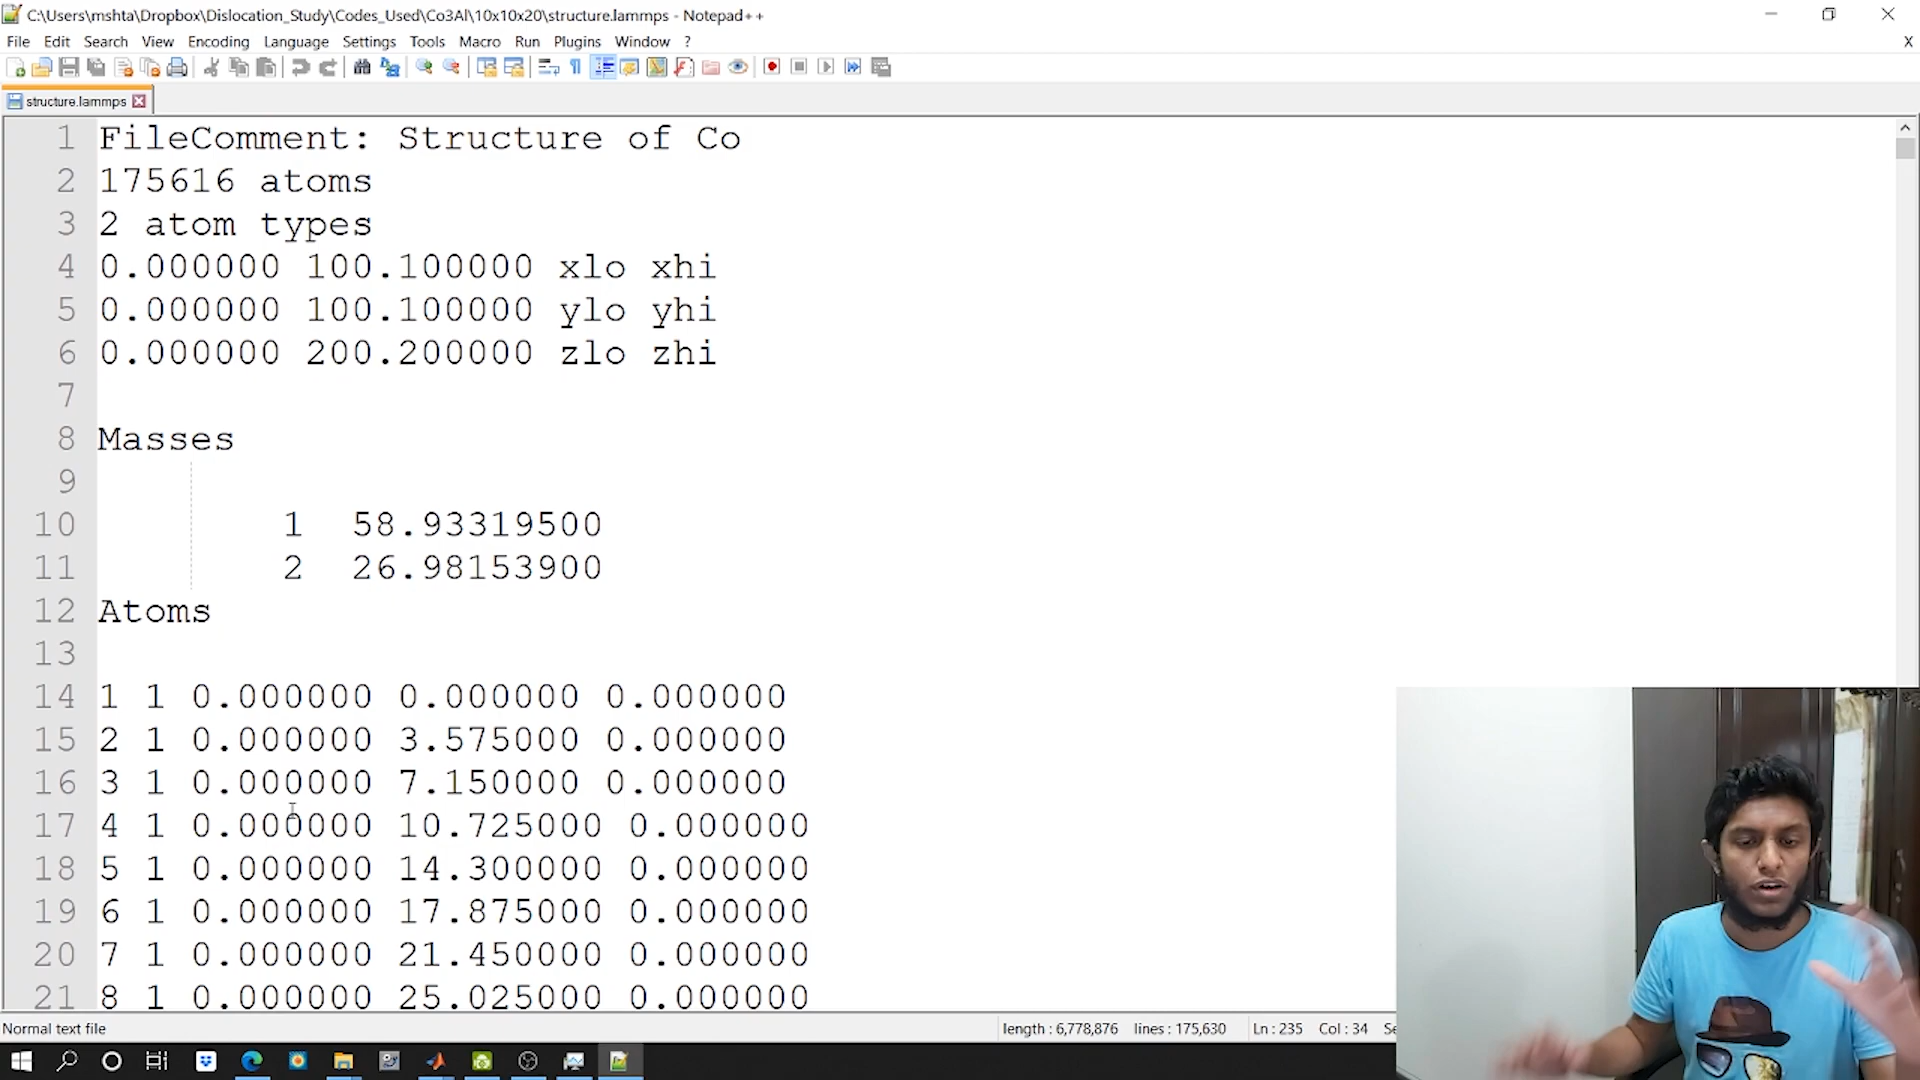 C:\Users\mshta\Dropbox\Dislocation_Study\Codes_Used\Co3Al\10x10x20\structure.lammps - Notepad++
File Edit Search View Encoding Language Settings Tools Macro Run Plugins Window ? X
structure.lammps
1 FileComment: Structure of Co
2 175616 atoms
3 2 atom types
4 0.000000 100.100000 xlo xhi
5 0.000000 100.100000 ylo yhi
6 0.000000 200.200000 zlo zhi
7
8 Masses
9
10 1 58.93319500
11 2 26.98153900
12 Atoms
13
14 1 1 0.000000 0.000000 0.000000
15 2 1 0.000000 3.575000 0.000000
16 3 1 0.000000 7.150000 0.000000
17 4 1 0.000000 10.725000 0.000000
18 5 1 0.000000 14.300000 0.000000
19 6 1 0.000000 17.875000 0.000000
20 7 1 0.000000 21.450000 0.000000
21 8 1 0.000000 25.025000 0.000000
Normal text file length : 6,778,876 lines : 175,630 Ln : 235 Col : 34